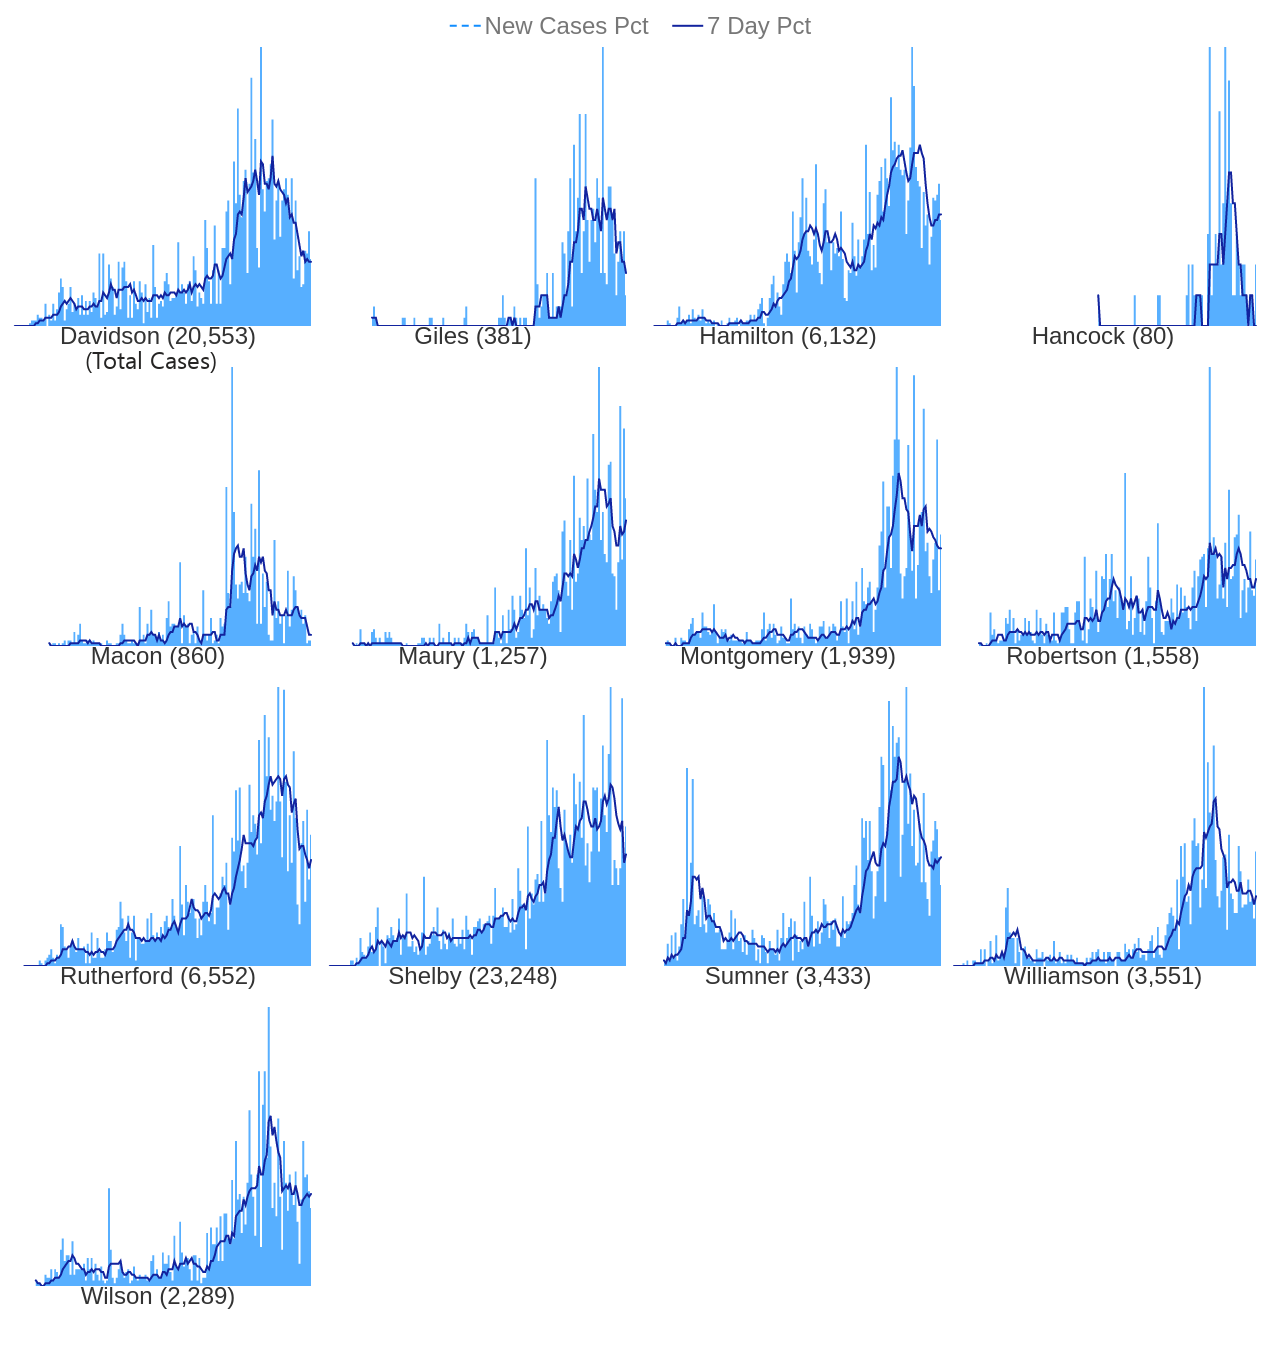 New Cases Pct 7 Day Pct
Davidson (20,553) Giles (381) Hamilton (6,132) Hancock (80)
(Total Cases)
Macon (860) Maury (1,257) Montgomery (1,939) Robertson (1,558)
Rutherford (6,552) Shelby (23,248) Sumner (3,433) Williamson (3,551)
Wilson (2,289)